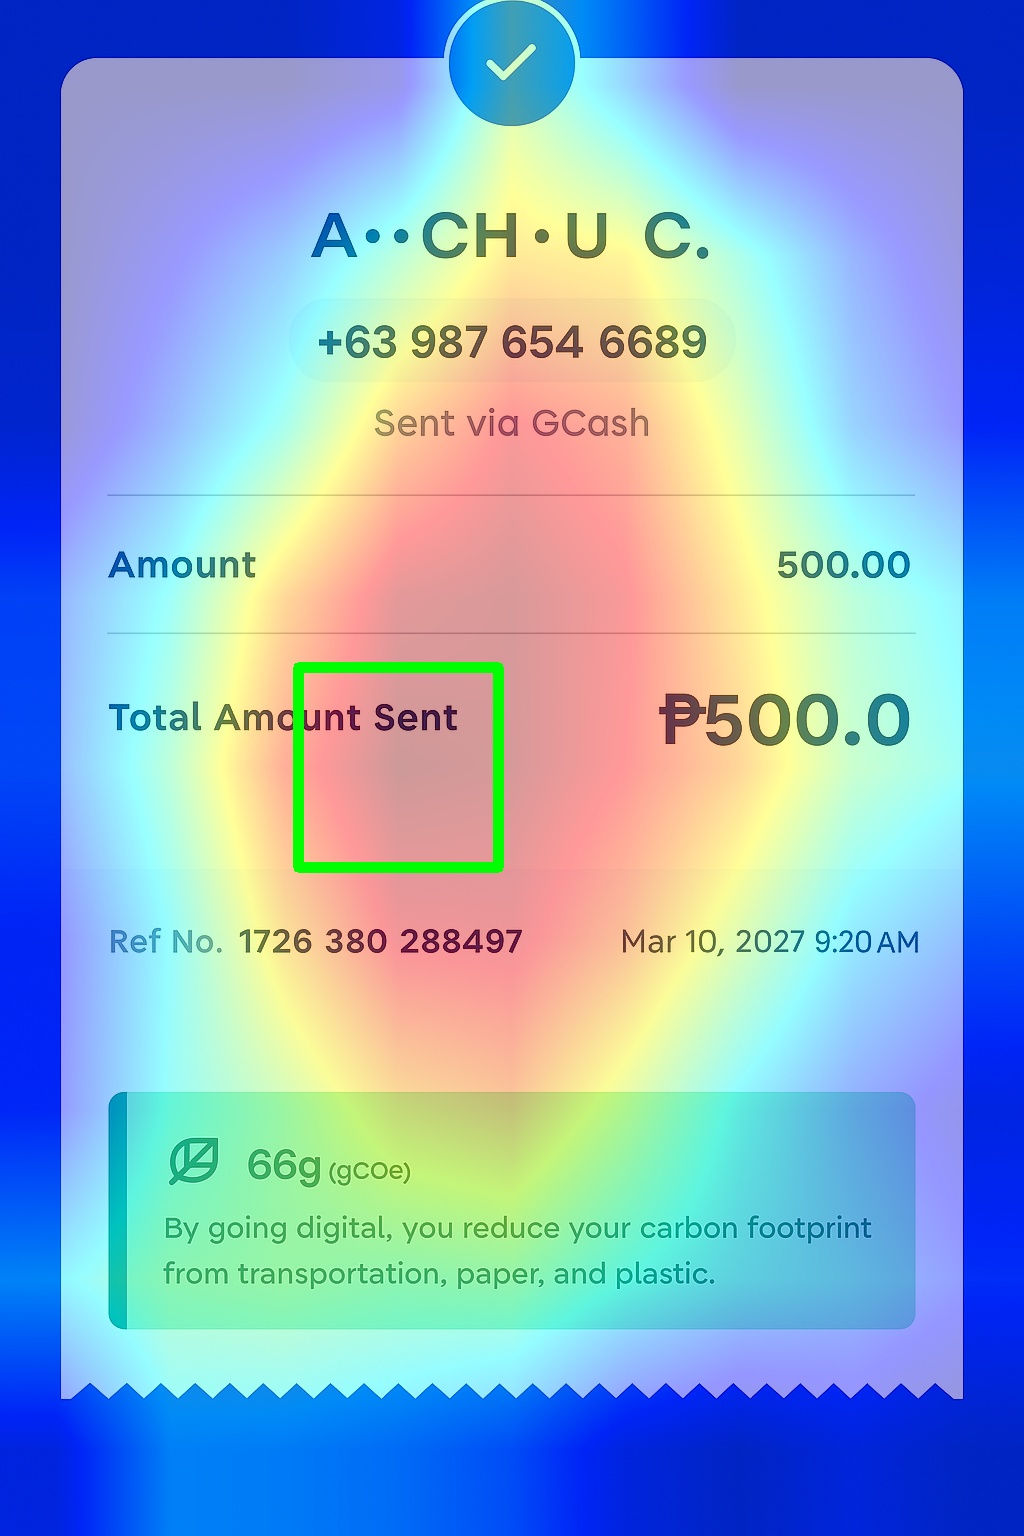 A••CH•U C.
+63 987 654 6689
Sent via GCash
Amount 500.00
Total Amount Sent ₱500.0
Ref No. 1726 380 288497 Mar 10, 2027 9:20 AM
66g (gCOe)
By going digital, you reduce your carbon footprint
from transportation, paper, and plastic.